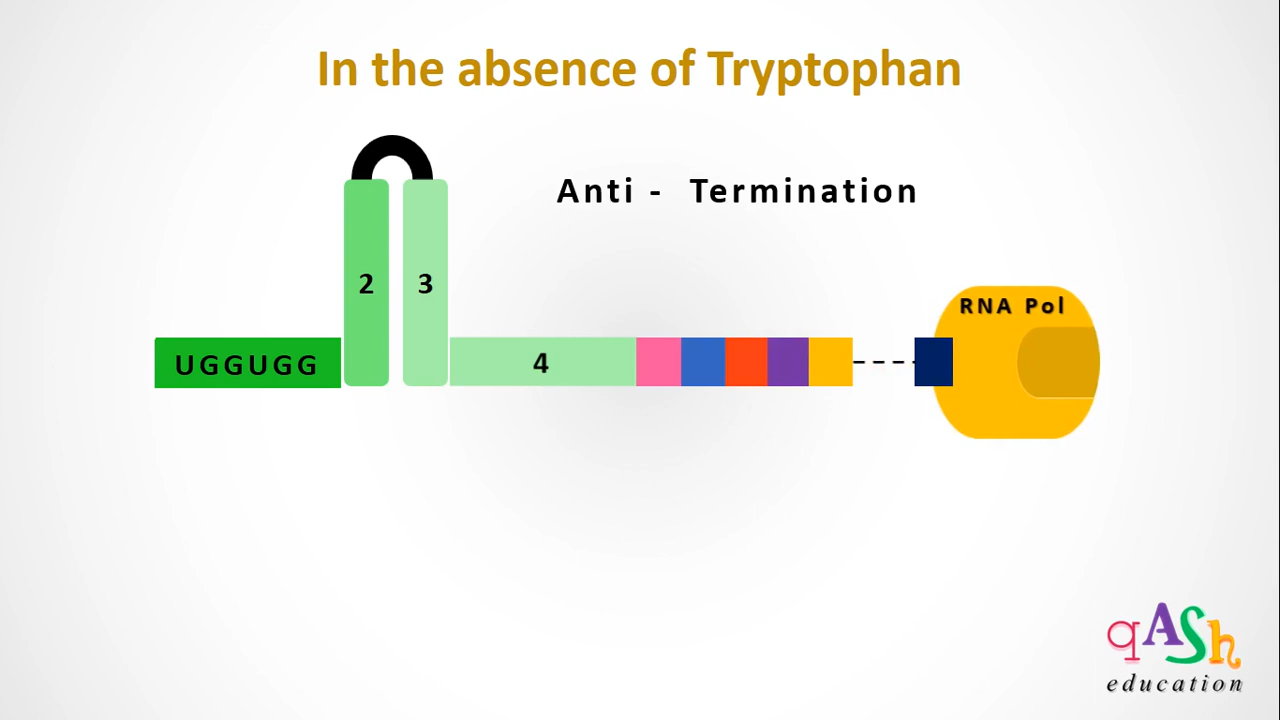 In the absence of Tryptophan
Anti - Termination
2 3
RNA Pol
UGGUGG 4
qASh
education